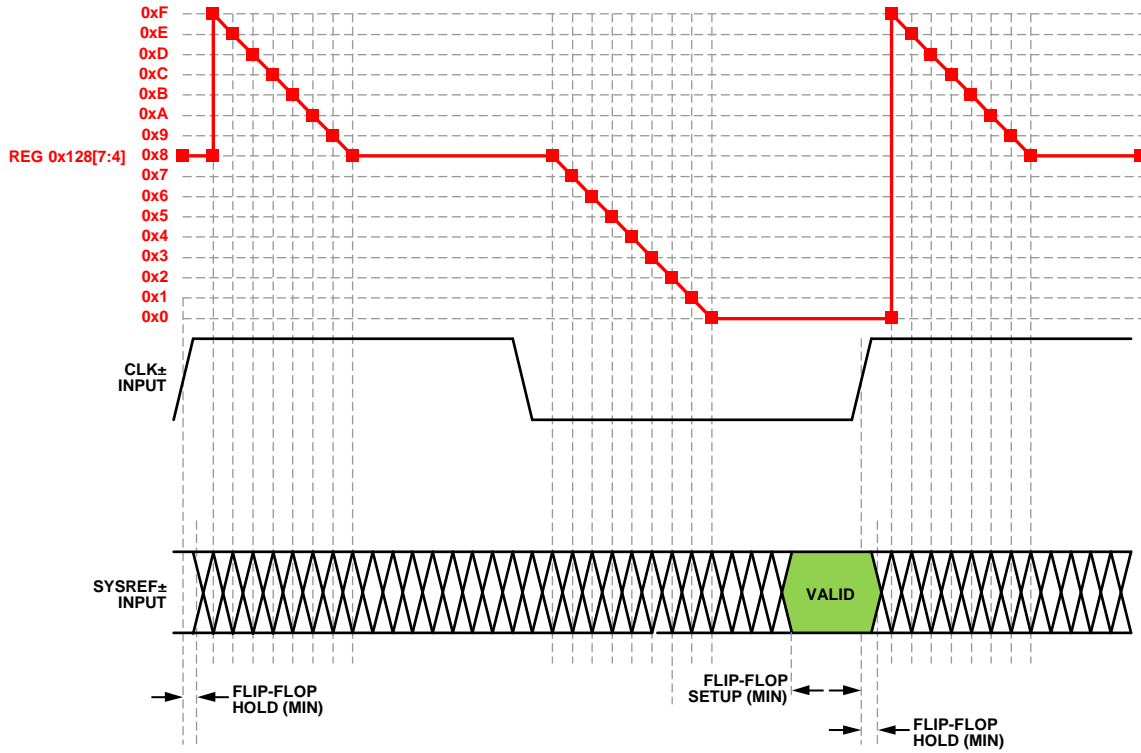 0xF
0xE
0xD
0xC
0xB
0xA
0x9
REG 0x128[7:4] 0x8
0x7
0x6
0x5
0x4
0x3
0x2
0x1
0x0
CLK±
INPUT
SYSREF±
INPUT
VALID
FLIP-FLOP
HOLD (MIN)
FLIP-FLOP
SETUP (MIN)
FLIP-FLOP
HOLD (MIN)